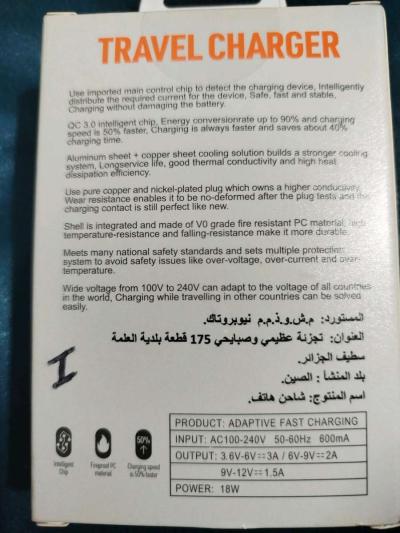 TRAVEL CHARGER
Use imported main control chip to detect the charging device, Intelligently
distribute the required current for the device, Safe, fast and stable,
Charging without damaging the battery.
QC 3.0 intelligent chip, Energy conversionrate up to 90% and charging
speed is 50% faster, Charging is always faster and saves about 40%
charging time.
Aluminum sheet + copper sheet cooling solution builds a stronger cooling
system, Longservice life, good thermal conductivity and high heat
dissipation efficiency.
Use pure copper and nickel-plated plug which owns a higher conductivity,
Wear resistance enables it to be no-deformed after the plug tests and the
charging contact is still perfect like new.
Shell is integrated and made of V0 grade fire resistant PC material, high
temperature-resistance and falling-resistance make it more durable.
Meets many national safety standards and sets multiple protection
system to avoid safety issues like over-voltage, over-current and over-
temperature.
Wide voltage from 100V to 240V can adapt to the voltage of all countries
in the world, Charging while travelling in other countries can be solved
easily.
المستورد: م.ش.و.ذ.م.م نيوبروتاك.
العنوان: تجزئة عظيمي وصبايحي 175 قطعة بلدية العلمة
سطيف الجزائر.
بلد المنشأ : الصين.
اسم المنتوج: شاحن هاتف.
I
Intelligent
Chip
Fireproof PC
material
50%
Charging speed
is 50% faster
PRODUCT: ADAPTIVE FAST CHARGING
INPUT: AC100-240V 50-60Hz 600mA
OUTPUT: 3.6V-6V⎓3A / 6V-9V⎓2A
9V-12V⎓1.5A
POWER: 18W